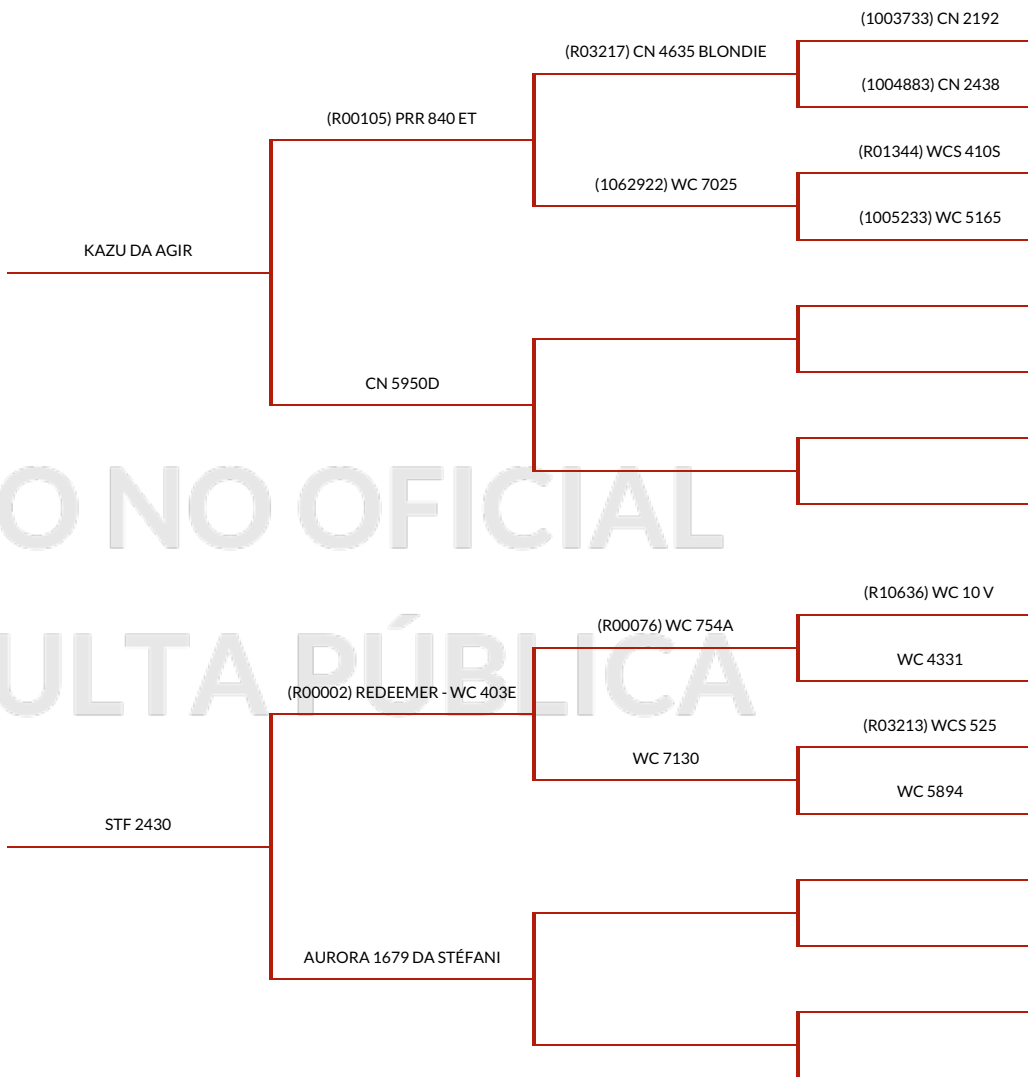 (1003733) CN 2192
(R03217) CN 4635 BLONDIE
(1004883) CN 2438
(R00105) PRR 840 ET
(R01344) WCS 410S
(1062922) WC 7025
(1005233) WC 5165
KAZU DA AGIR
CN 5950D
O NO OFICIAL
(R10636) WC 10 V
(R00076) WC 754A
WC 4331
ULTA PÚBLICA
(R00002) REDEEMER - WC 403E
(R03213) WCS 525
WC 7130
WC 5894
STF 2430
AURORA 1679 DA STÉFANI